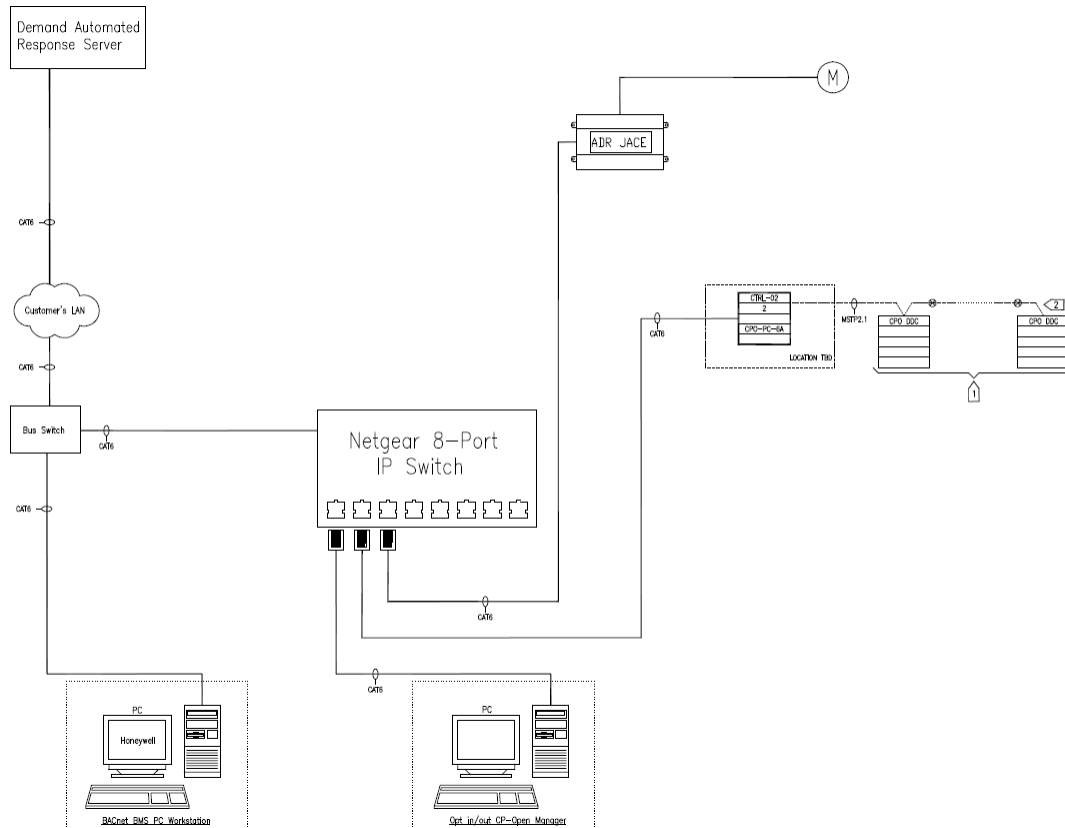 Demand Automated
Response Server
M
ADR JACE
CAT6
Customer's LAN
CTRL-02
2
CPO-PC-6A
LOCATION TBD
CAT6
MSTP2.1
CPO DDC
CPO DDC
2
1
CAT6
Bus Switch
CAT6
Netgear 8-Port
IP Switch
CAT6
CAT6
CAT6
PC
Honeywell
BACnet BMS PC Workstation
PC
Opt in/out CP-Open Manager